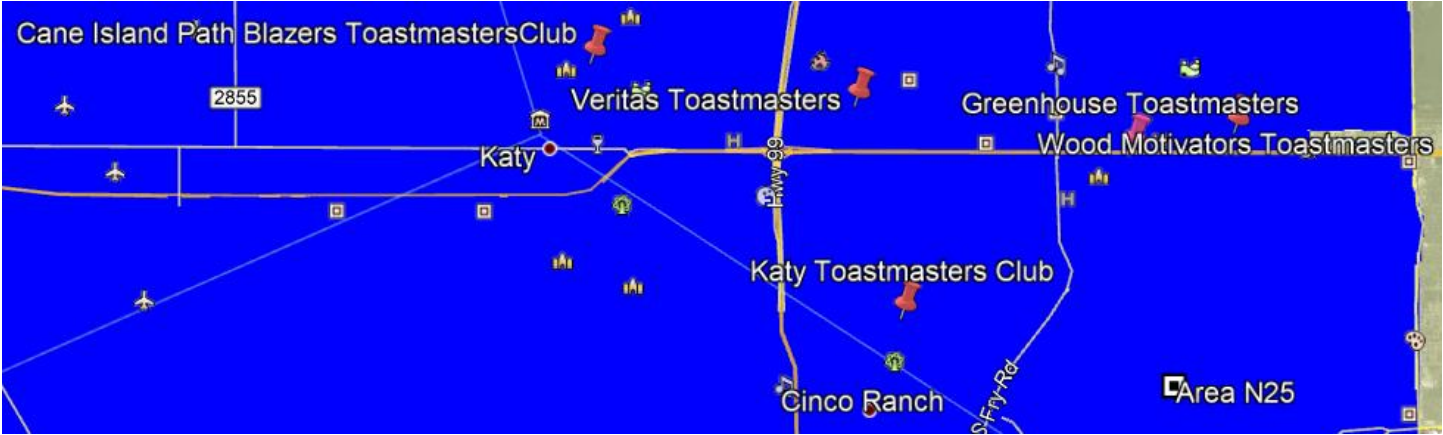 Cane Island Path Blazers ToastmastersClub
2855
Veritas Toastmasters
Greenhouse Toastmasters
Wood Motivators Toastmasters
Katy
Hwy 99
H
H
Katy Toastmasters Club
S Fry Rd
Cinco Ranch
Area N25